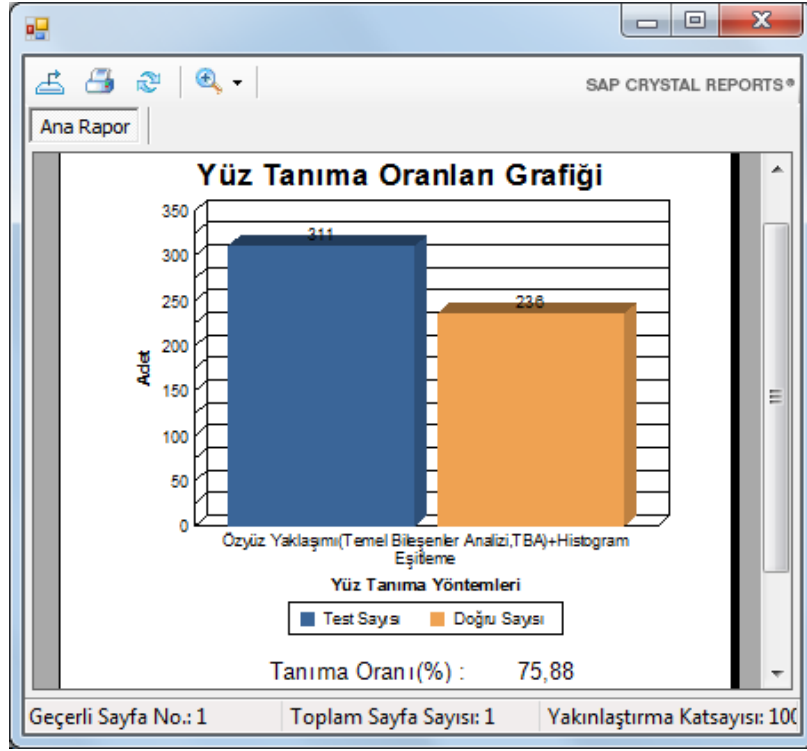 SAP CRYSTAL REPORTS®
Ana Rapor
Yüz Tanıma Oranları Grafiği
350
300
250
200
150
100
50
0
Adet
311
236
Özyüz Yaklaşımı(Temel Bileşenler Analizi,TBA)+Histogram
Eşitleme
Yüz Tanıma Yöntemleri
Test Sayısı Doğru Sayısı
Tanıma Oranı(%) : 75,88
Geçerli Sayfa No.: 1 Toplam Sayfa Sayısı: 1 Yakınlaştırma Katsayısı: 100